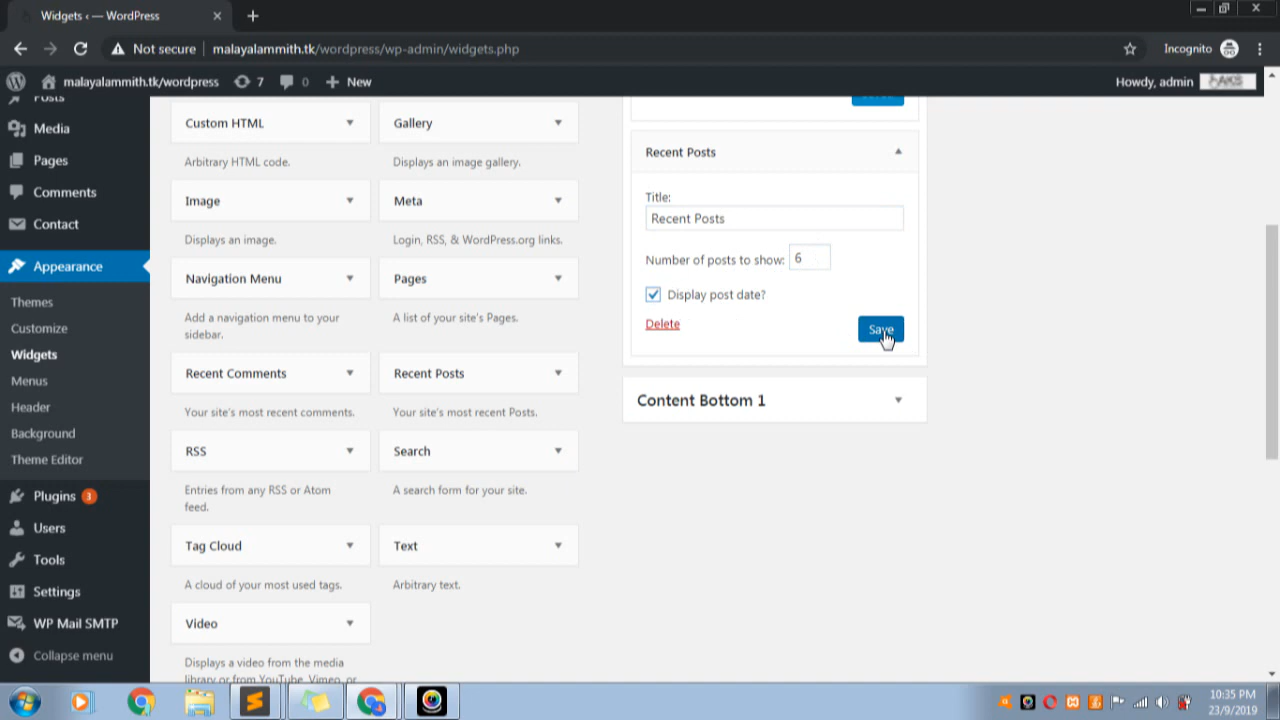 Widgets ‹ — WordPress
Not secure
malayalammith.tk/wordpress/wp-admin/widgets.php
Incognito
malayalammith.tk/wordpress
7
0
New
Howdy, admin
Posts
Media
Pages
Comments
Contact
Appearance
Themes
Customize
Widgets
Menus
Header
Background
Theme Editor
Plugins 3
Users
Tools
Settings
WP Mail SMTP
Collapse menu
Custom HTML
Arbitrary HTML code.
Gallery
Displays an image gallery.
Image
Displays an image.
Meta
Login, RSS, & WordPress.org links.
Navigation Menu
Add a navigation menu to your
sidebar.
Pages
A list of your site's Pages.
Recent Comments
Your site's most recent comments.
Recent Posts
Your site's most recent Posts.
RSS
Entries from any RSS or Atom
feed.
Search
A search form for your site.
Tag Cloud
A cloud of your most used tags.
Text
Arbitrary text.
Video
Displays a video from the media
library or from YouTube, Vimeo, or
Recent Posts
Title:
Recent Posts
Number of posts to show: 6
Display post date?
Delete
Save
Content Bottom 1
10:35 PM
23/9/2019